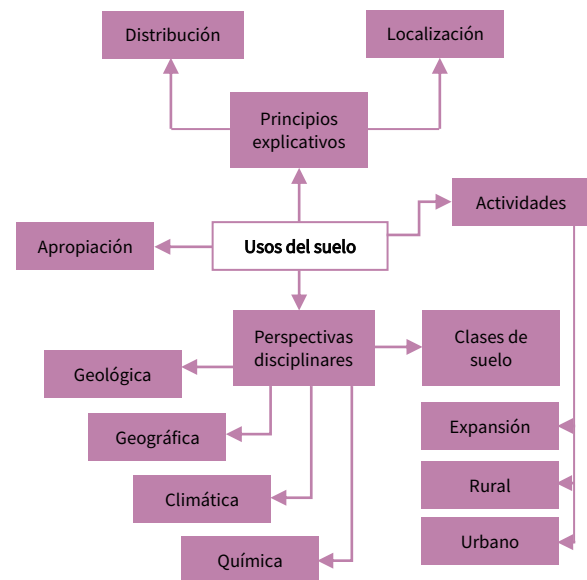 Distribución
Localización
Principios
explicativos
Actividades
Apropiación
Usos del suelo
Perspectivas
disciplinares
Clases de
suelo
Geológica
Geográfica
Expansión
Climática
Rural
Química
Urbano